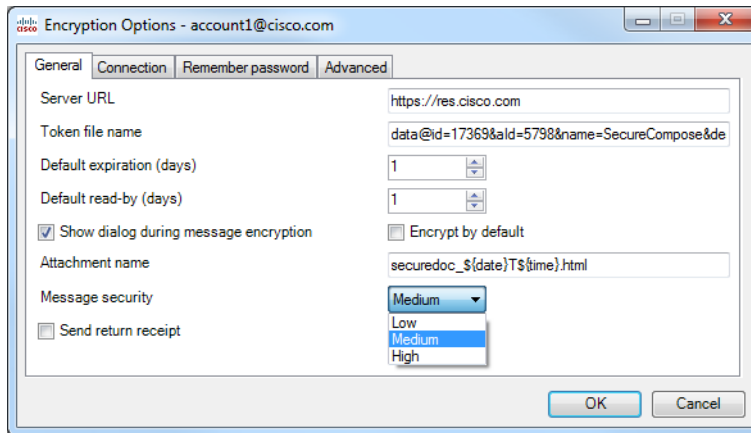 cisco Encryption Options - account1@cisco.com
General Connection Remember password Advanced
Server URL https://res.cisco.com
Token file name data@id=17369&aId=5798&name=SecureCompose&de
Default expiration (days) 1
Default read-by (days) 1
Show dialog during message encryption Encrypt by default
Attachment name securedoc_${date}T${time}.html
Message security Medium
Low
Send return receipt Medium
High
OK Cancel